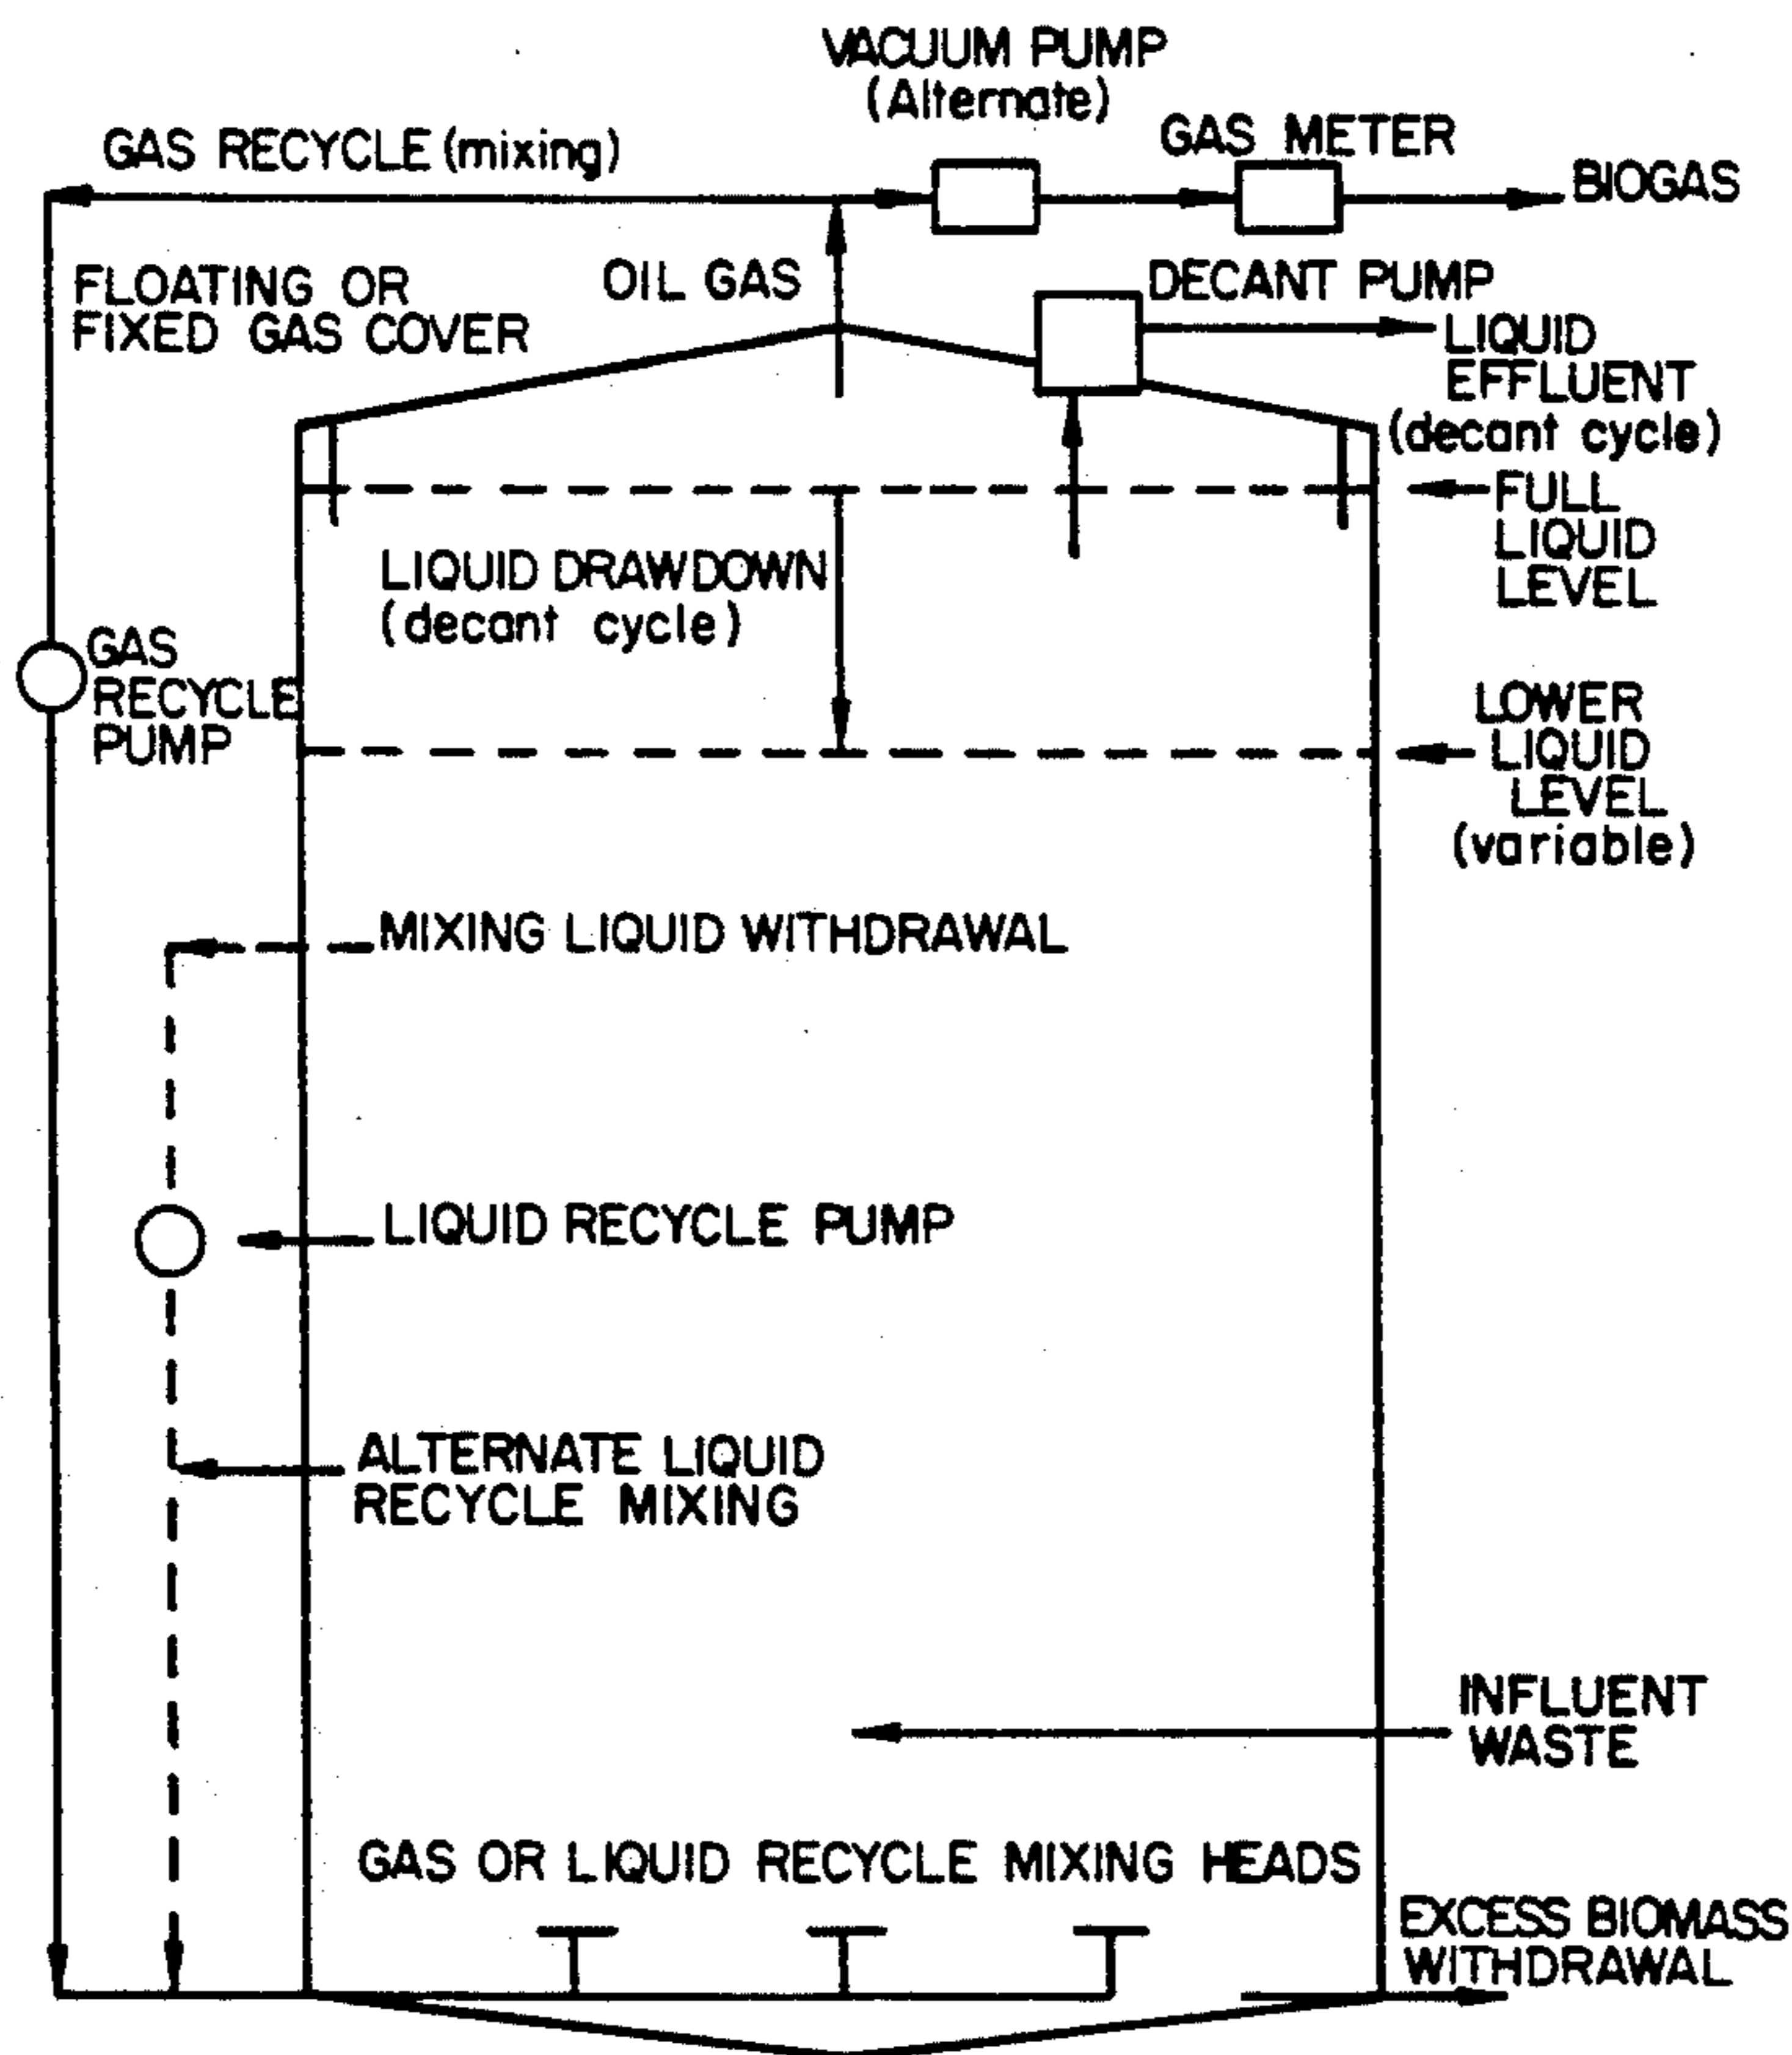 VACUUM PUMP
(Alternate)
GAS RECYCLE (mixing)
GAS METER
BIOGAS
FLOATING OR
FIXED GAS COVER
OIL GAS
DECANT PUMP
LIQUID
EFFLUENT
(decant cycle)
FULL
LIQUID
LEVEL
LIQUID DRAWDOWN
(decant cycle)
GAS
RECYCLE
PUMP
LOWER
LIQUID
LEVEL
(variable)
MIXING LIQUID WITHDRAWAL
LIQUID RECYCLE PUMP
ALTERNATE LIQUID
RECYCLE MIXING
INFLUENT
WASTE
GAS OR LIQUID RECYCLE MIXING HEADS
EXCESS BIOMASS
WITHDRAWAL